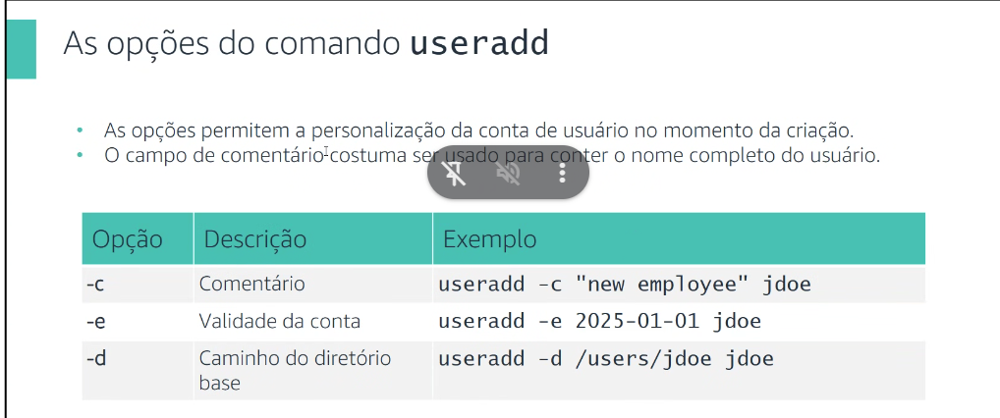 As opções do comando useradd
• As opções permitem a personalização da conta de usuário no momento da criação.
• O campo de comentário costuma ser usado para conter o nome completo do usuário.
Opção Descrição Exemplo
-c Comentário useradd -c "new employee" jdoe
-e Validade da conta useradd -e 2025-01-01 jdoe
-d Caminho do diretório useradd -d /users/jdoe jdoe
base